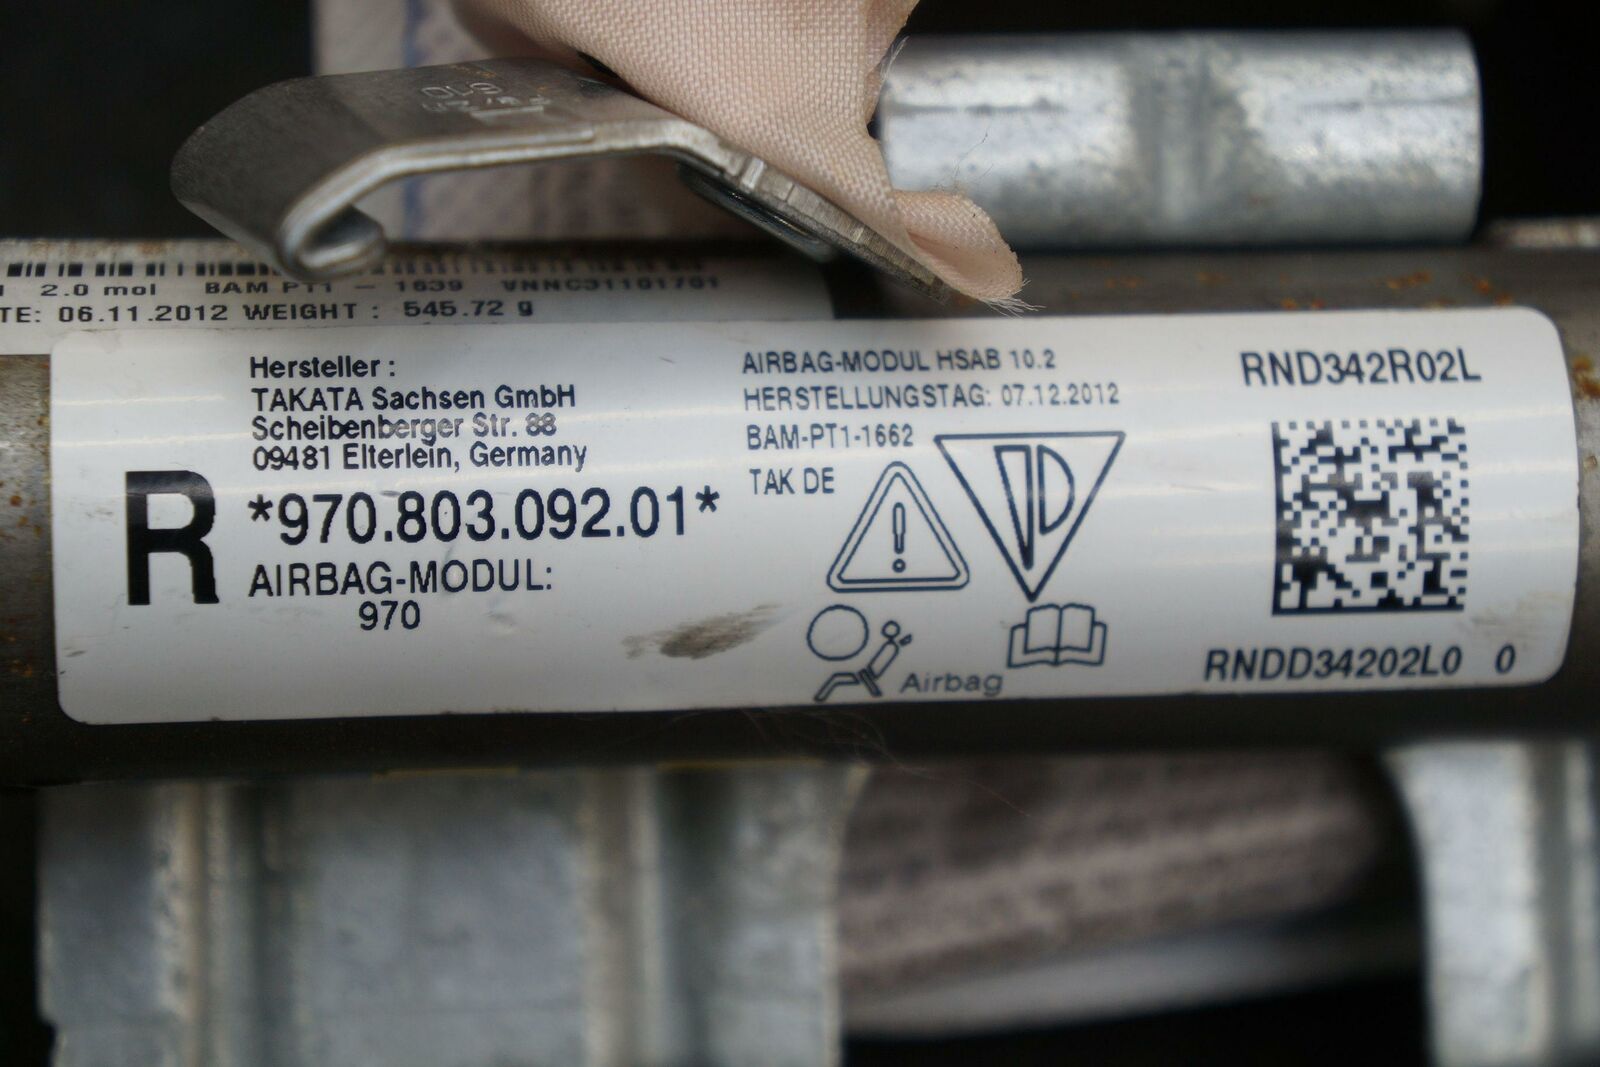 2.0 mol BAM PT1 - 1639 VNNC31101701
TE: 06.11.2012 WEIGHT : 545.72 g
Hersteller :
TAKATA Sachsen GmbH
Scheibenberger Str. 88
09481 Elterlein, Germany
R
*970.803.092.01*
AIRBAG-MODUL:
970
AIRBAG-MODUL HSAB 10.2
HERSTELLUNGSTAG: 07.12.2012
BAM-PT1-1662
TAK DE
Airbag
RND342R02L
RNDD34202L0 0